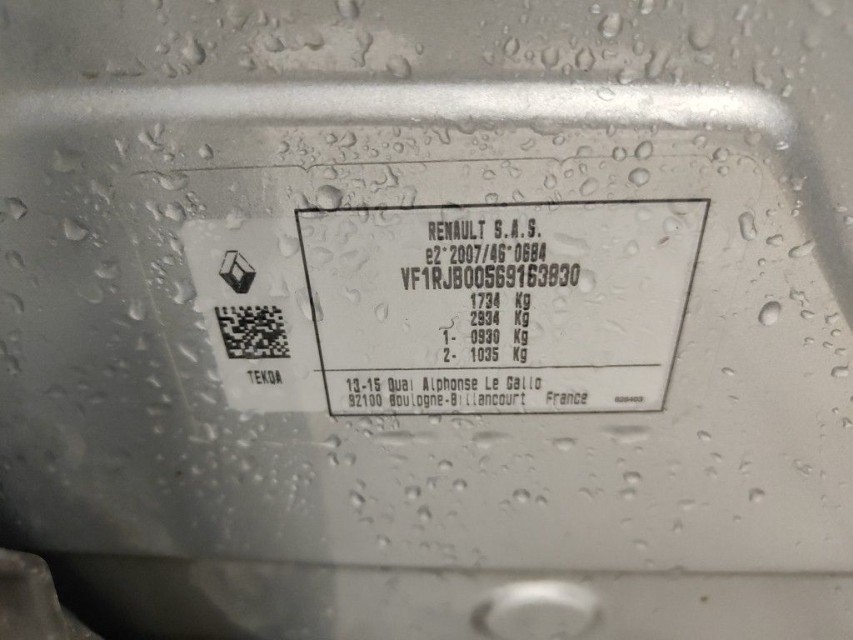 RENAULT S.A.S.
e2*2007/46*0684
VF1RJB00569163830
1734 Kg
2934 Kg
1- 0930 Kg
2- 1035 Kg
TEKDA
13-15 Quai Alphonse Le Gallo
92100 Boulogne-Billancourt France